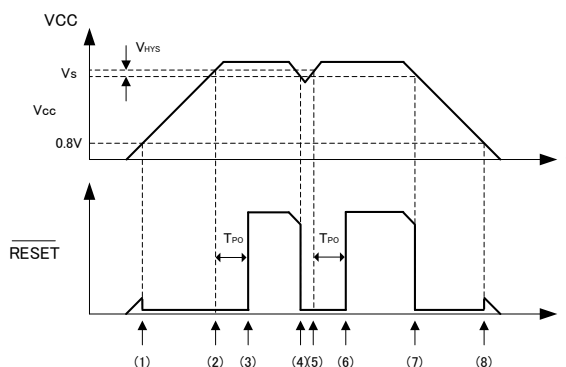 VCC
VHYS
Vs
Vcc
0.8V
TPO TPO
RESET
(1) (2) (3) (4)(5) (6) (7) (8)